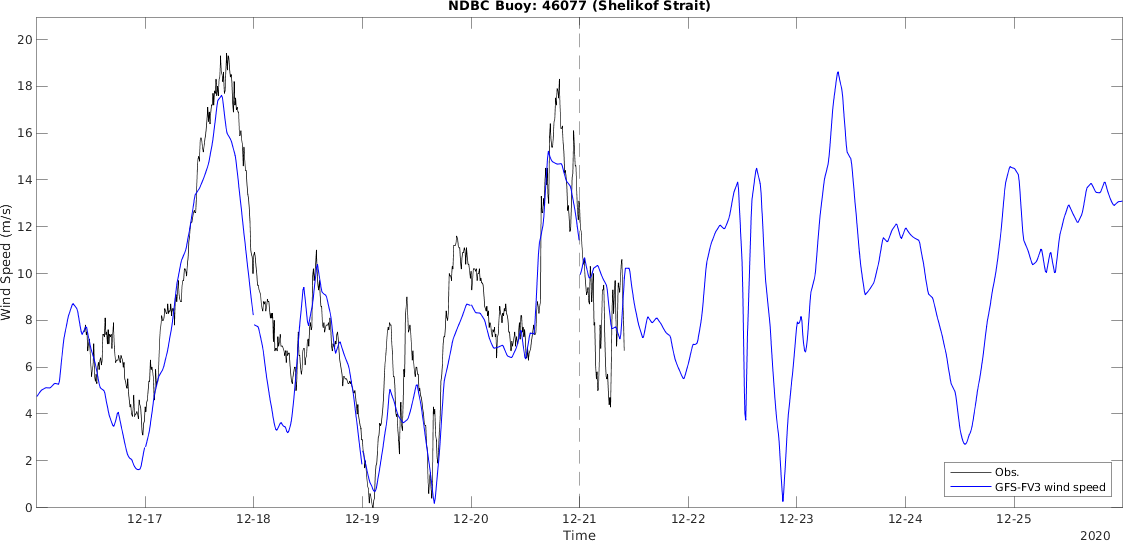 NDBC Buoy: 46077 (Shelikof Strait)
20
18
16
14
12
10
8
6
4
2
0
Wind Speed (m/s)
Obs.
GFS-FV3 wind speed
12-17 12-18 12-19 12-20 12-21 12-22 12-23 12-24 12-25
Time
2020